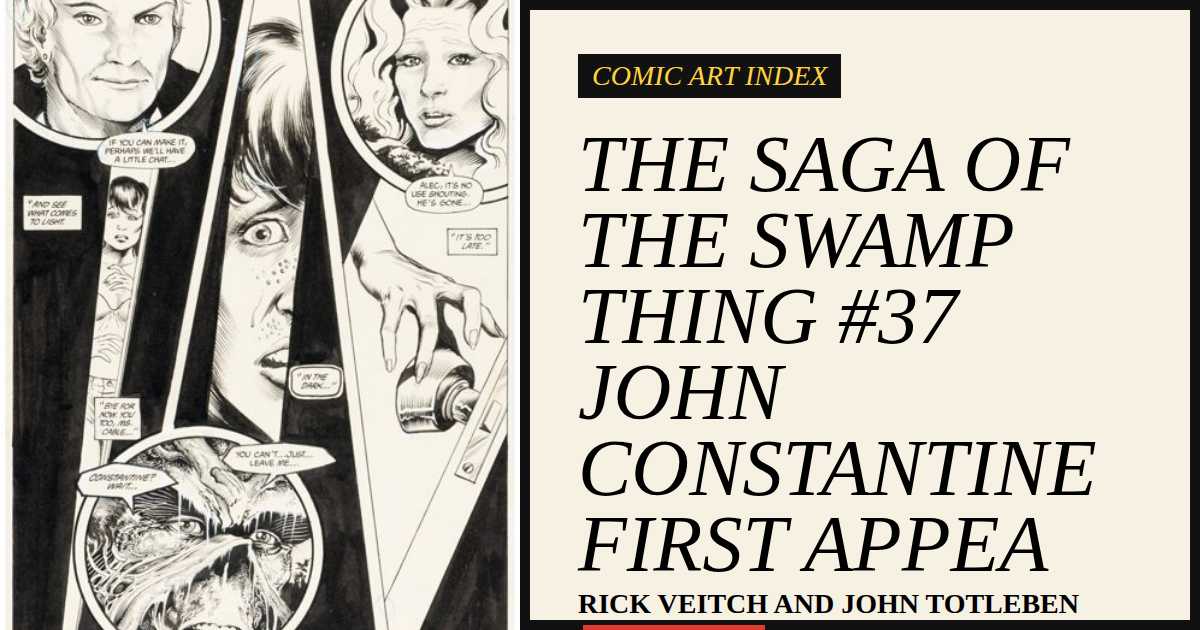 IF YOU CAN MAKE IT,
PERHAPS WE'LL HAVE
A LITTLE CHAT...
"AND SEE
WHAT COMES
TO LIGHT.
ALEC, IT'S NO
USE SHOUTING.
HE'S GONE...
"IT'S TOO
LATE."
"IN THE
DARK..."
"BYE FOR
NOW. YOU
TOO, MS.
CABLE..."
YOU CAN'T...JUST...
LEAVE ME...
CONSTANTINE?
WAIT...
COMIC ART INDEX
THE SAGA OF
THE SWAMP
THING #37
JOHN
CONSTANTINE
FIRST APPEA
RICK VEITCH AND JOHN TOTLEBEN